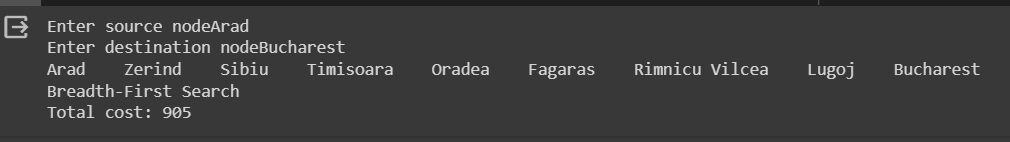 Enter source nodeArad
Enter destination nodeBucharest
Arad    Zerind    Sibiu    Timisoara    Oradea    Fagaras    Rimnicu Vilcea    Lugoj    Bucharest
Breadth-First Search
Total cost: 905